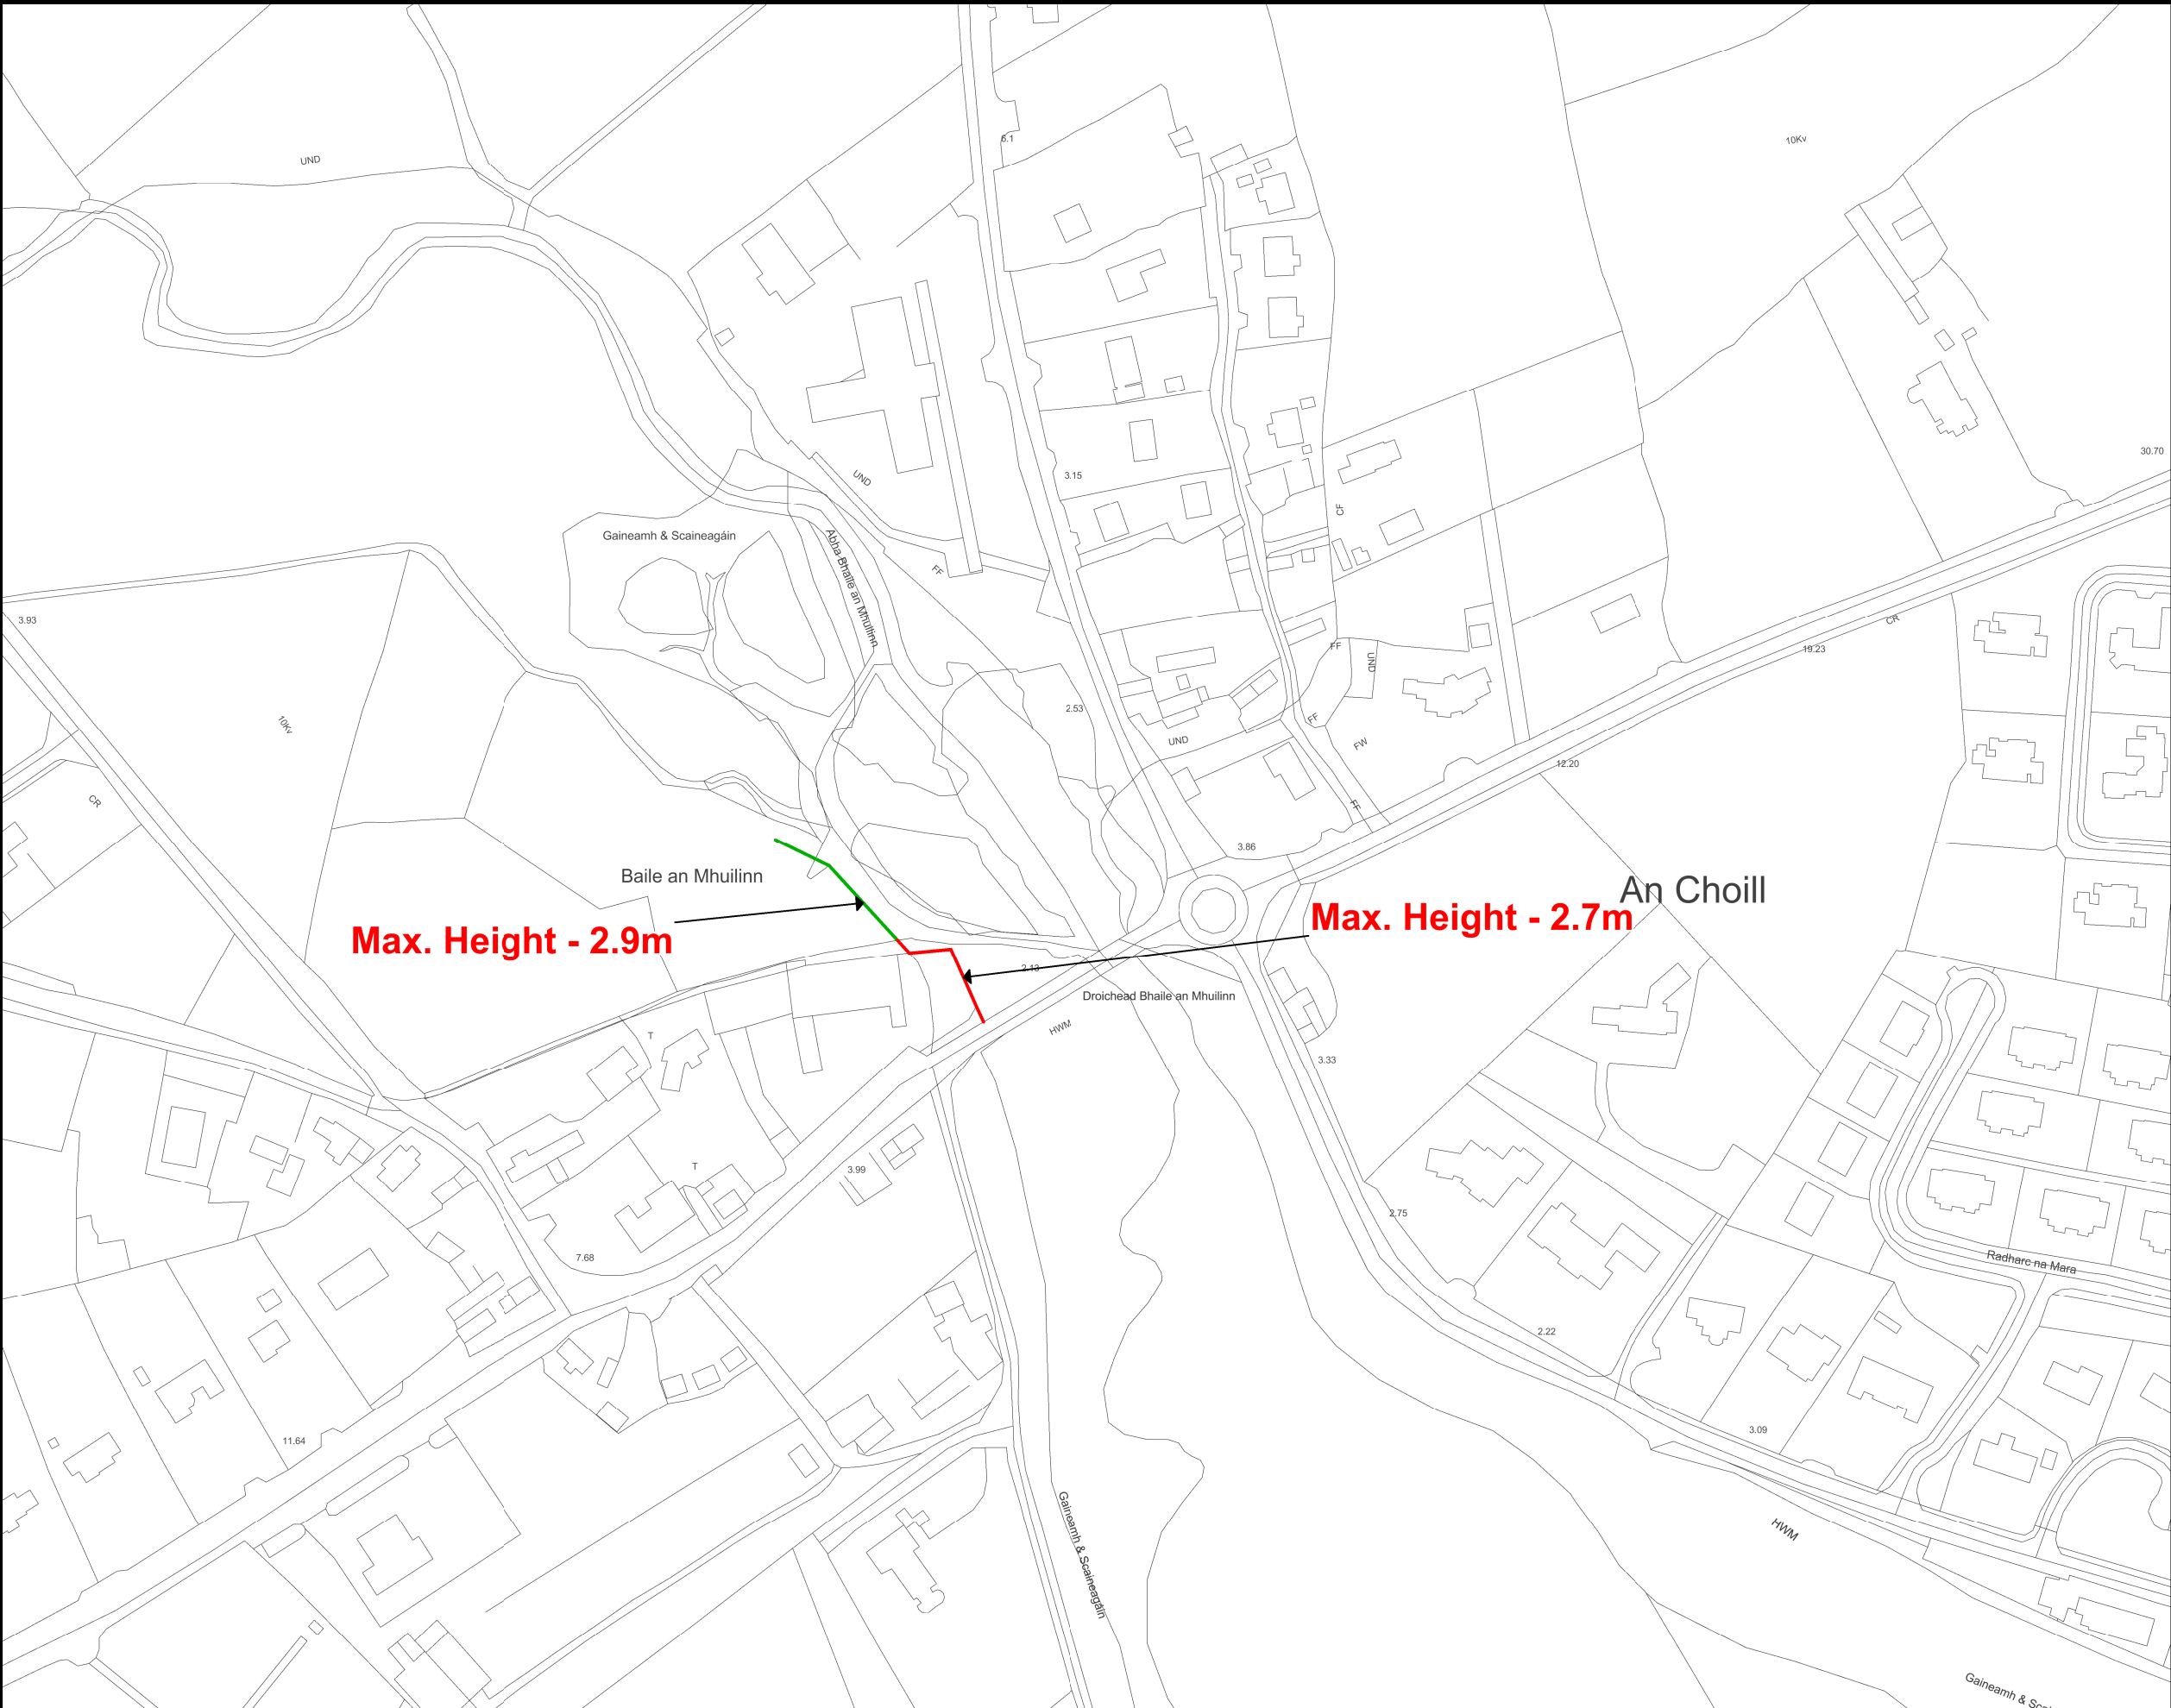 6.1
10Kv
UND
30.70
3.15
UND
CF
Gaineamh & Scaineagáin
Abha Bhaile an Mhuilinn
FF
3.93
CR
19.23
FF
UND
2.53
10Kv
FF
UND
FW
12.20
CR
FF
3.86
Baile an Mhuilinn
An Choill
Max. Height - 2.7m
Max. Height - 2.9m
2.13
Droichead Bhaile an Mhuilinn
HWM
T
3.33
T
3.99
2.75
7.68
Radharc na Mara
2.22
3.09
11.64
Gaineamh & Scaineagáin
HWM
Gaineamh &